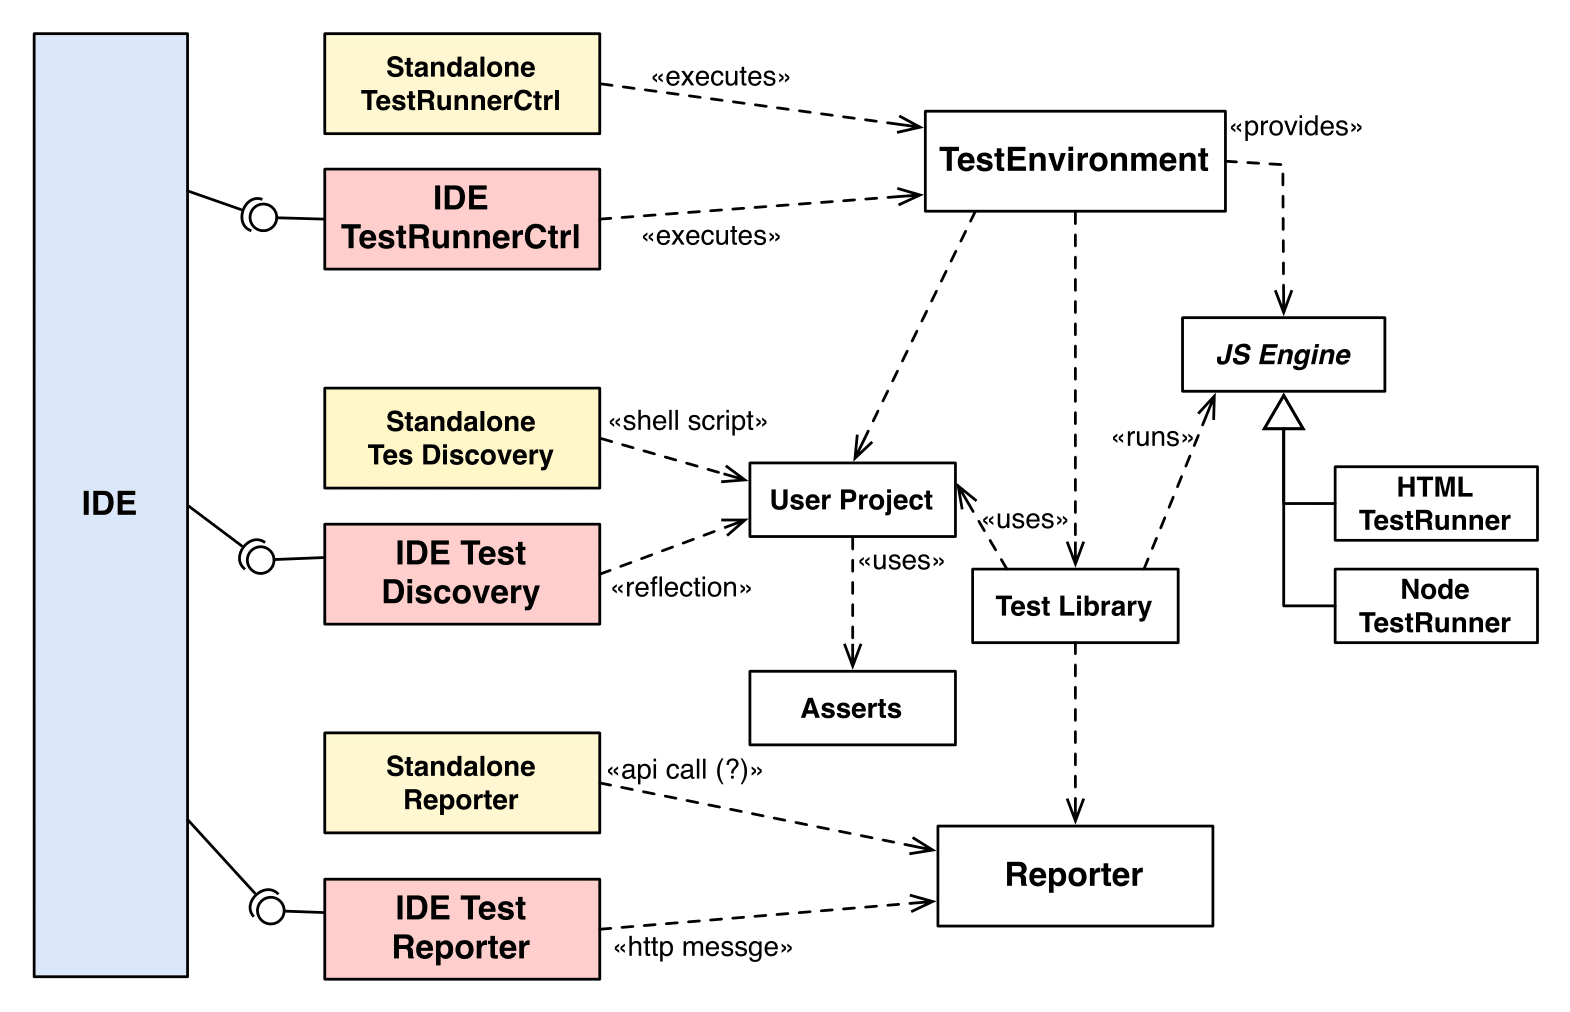 IDE
Standalone
TestRunnerCtrl
«executes»
IDE
TestRunnerCtrl
«executes»
TestEnvironment
«provides»
JS Engine
Standalone
Tes Discovery
«shell script»
IDE Test
Discovery
«reflection»
User Project
«uses»
«uses»
«runs»
Test Library
HTML
TestRunner
Node
TestRunner
Asserts
Standalone
Reporter
«api call (?)»
IDE Test
Reporter
«http messge»
Reporter